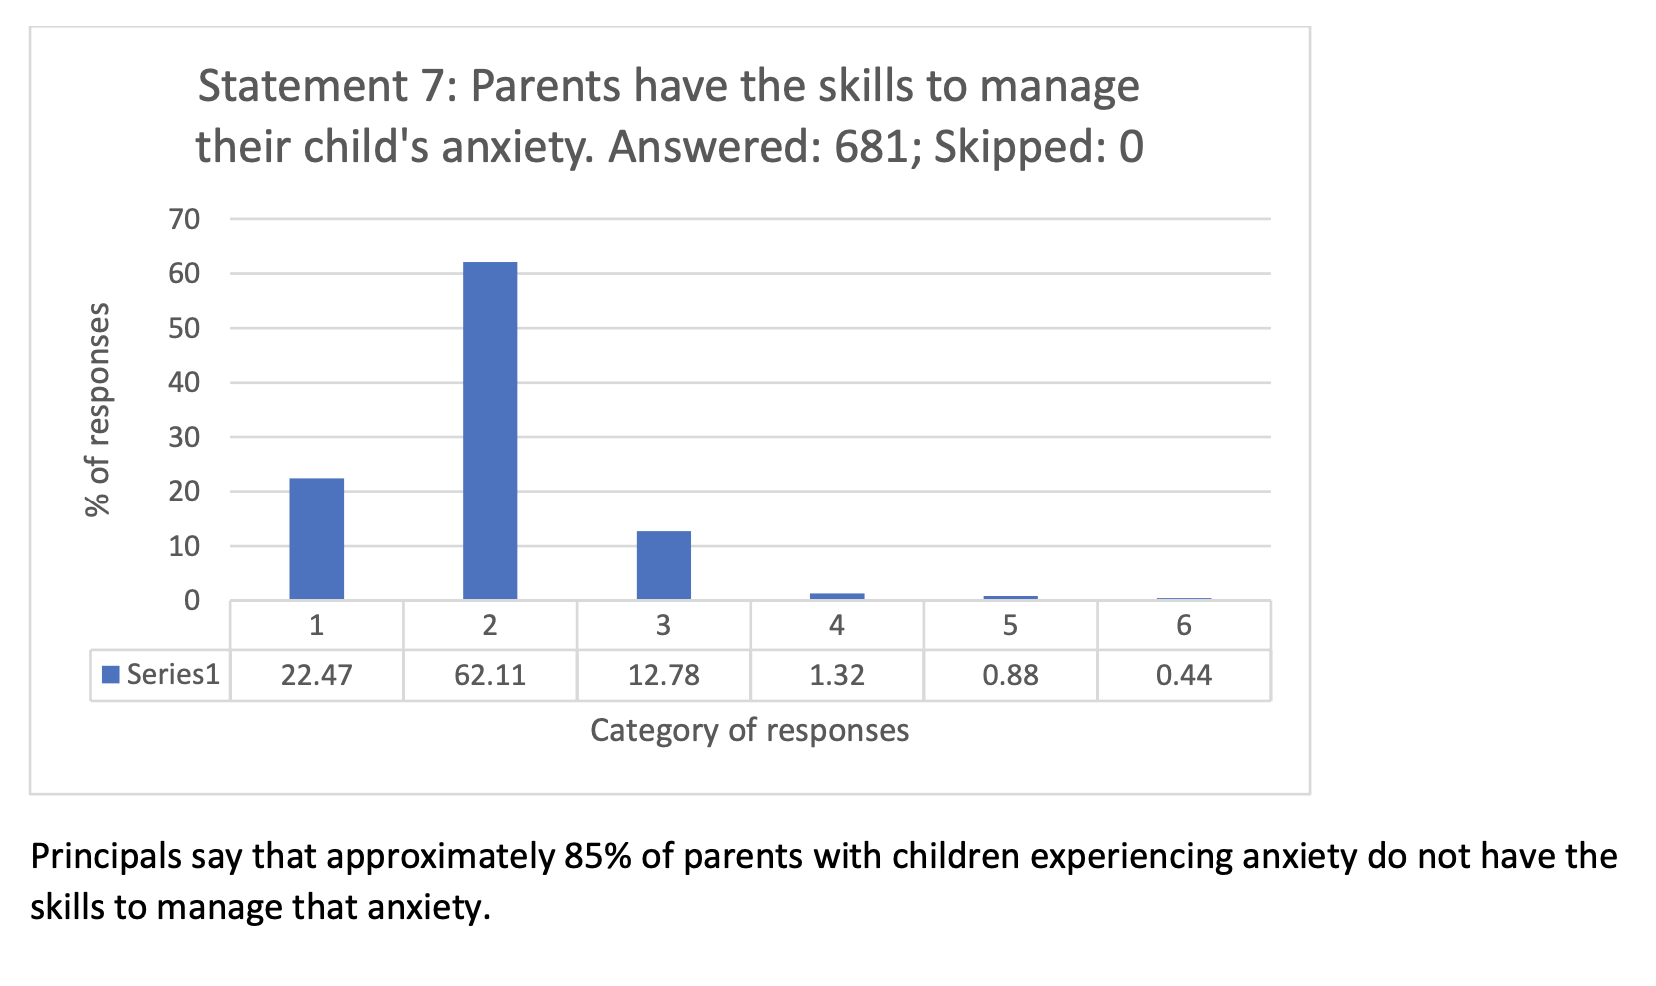 Statement 7: Parents have the skills to manage
their child's anxiety. Answered: 681; Skipped: 0
% of responses
70
60
50
40
30
20
10
0
1 2 3 4 5 6
Series1 22.47 62.11 12.78 1.32 0.88 0.44
Category of responses
Principals say that approximately 85% of parents with children experiencing anxiety do not have the
skills to manage that anxiety.